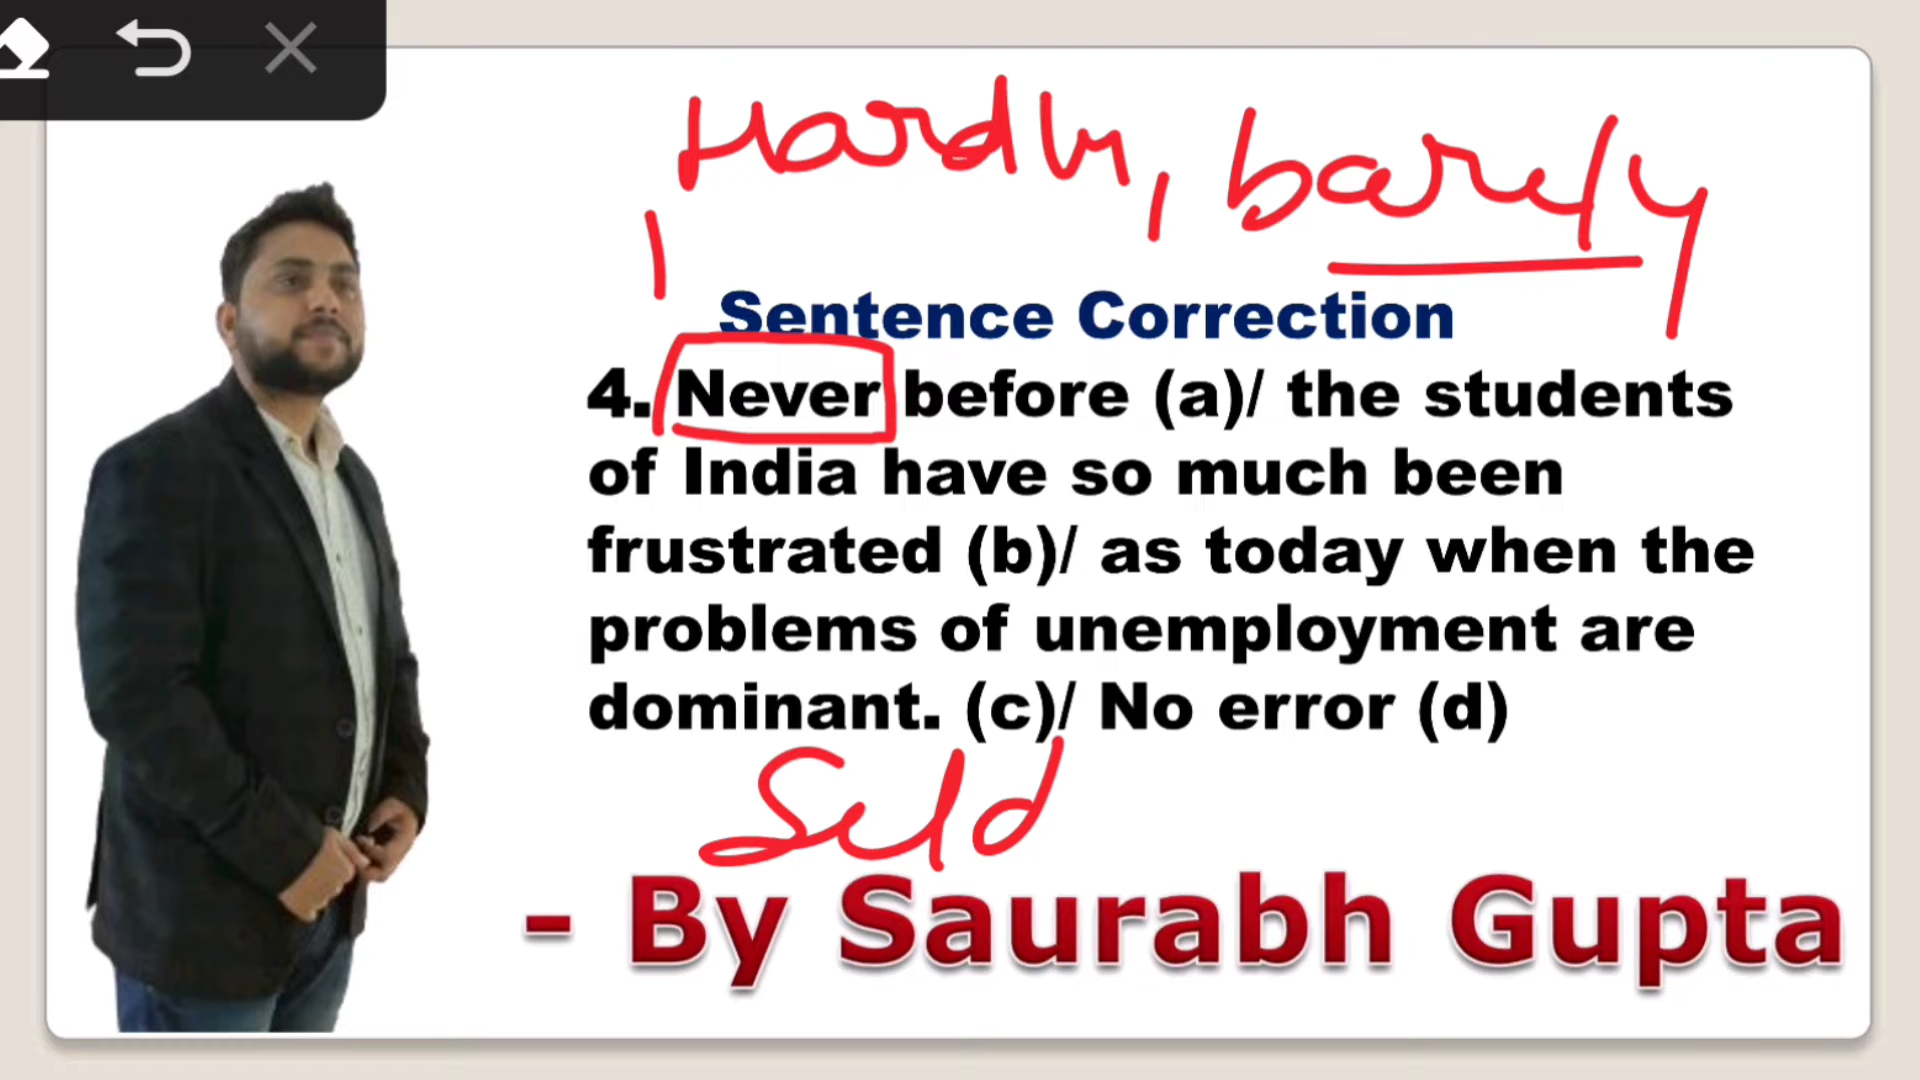 Hardly, barely
Sentence Correction
4. Never before (a)/ the students
of India have so much been
frustrated (b)/ as today when the
problems of unemployment are
dominant. (c)/ No error (d)
Seld
- By Saurabh Gupta